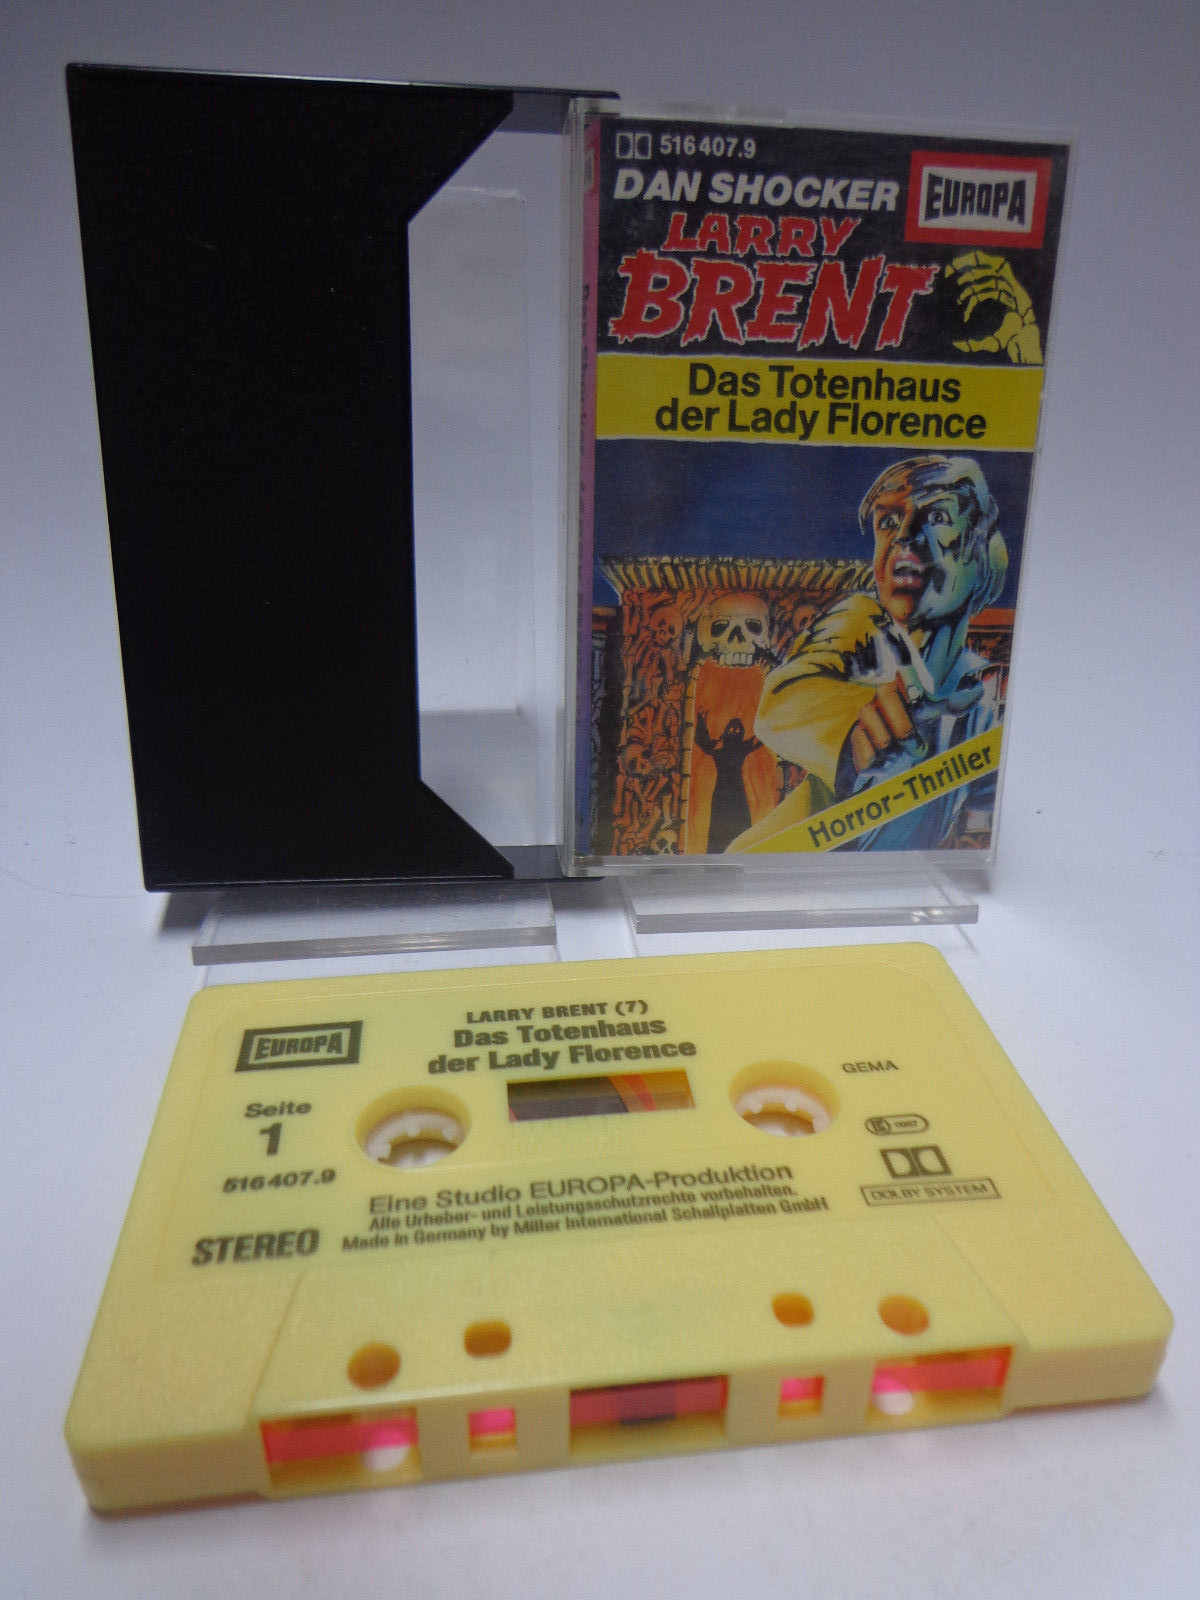 516 407.9
DAN SHOCKER
EUROPA
LARRY
BRENT
Das Totenhaus
der Lady Florence
Horror-Thriller
EUROPA
LARRY BRENT (7)
Das Totenhaus
der Lady Florence
GEMA
Seite
1
516 407.9
STEREO
Eine Studio EUROPA-Produktion
Alle Urheber- und Leistungsschutzrechte vorbehalten.
Made in Germany by Miller International Schallplatten GmbH
DOLBY SYSTEM